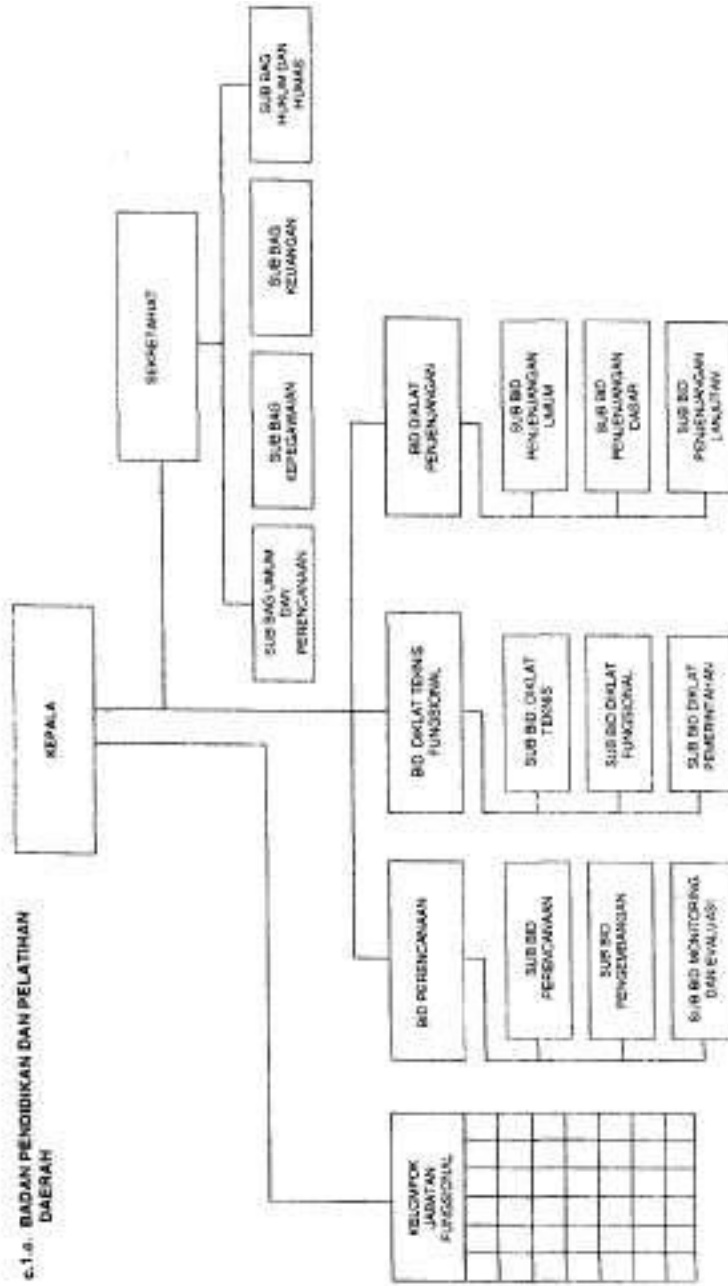 c.1.a. BADAN PENDIDIKAN DAN PELATIHAN
DAERAH
KEPALA
SEKRETARIAT
SUB BAG UMUM
DAN
PERENCANAAN
SUB BAG
KEPEGAWAIAN
SUB BAG
KEUANGAN
SUB BAG
HUKUM DAN
HUMAS
KELOMPOK
JABATAN
FUNGSIONAL
BID PERENCANAAN
SUB BID
PERENCANAAN
SUB BID
PENGEMBANGAN
SUB BID MONITORING
DAN EVALUASI
BID DIKLAT TEKNIS
FUNGSIONAL
SUB BID DIKLAT
TEKNIS
SUB BID DIKLAT
FUNGSIONAL
SUB BID DIKLAT
PEMERINTAHAN
BID DIKLAT
PENJENJANGAN
SUB BID
PENJENJANGAN
UMUM
SUB BID
PENJENJANGAN
DASAR
SUB BID
PENJENJANGAN
LANJUTAN